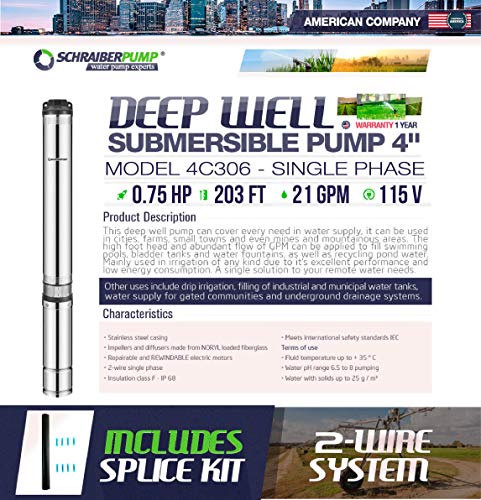 AMERICAN COMPANY
SCHRAIBERPUMP®
water pump experts
DEEP WELL
WARRANTY 1 YEAR
SUBMERSIBLE PUMP 4"
MODEL 4C306 - SINGLE PHASE
0.75 HP 203 FT 21 GPM 115 V
Product Description
This deep well pump can cover every need in water supply, it can be used
in cities, farms, small towns and even mines and mountainous areas. The
high foot head and abundant flow of GPM can be applied to fill swimming
pools, bladder tanks and water fountains, as well as recycling pond water.
Mainly used in irrigation of any kind due to it's excellent performance and
low energy consumption. A single solution to your remote water needs.
Other uses include drip irrigation, filling of industrial and municipal water tanks,
water supply for gated communities and underground drainage systems.
Characteristics
• Stainless steel casing
• Impellers and diffusers made from NORYL loaded fiberglass
• Repairable and REWINDABLE electric motors
• 2-wire single phase
• Insulation class F - IP 68
• Meets international safety standards IEC
Terms of use
• Fluid temperature up to + 35 ° C
• Water pH range 6.5 to 8 pumping
• Water with solids up to 25 g / m³
INCLUDES
SPLICE KIT
2-WIRE
SYSTEM